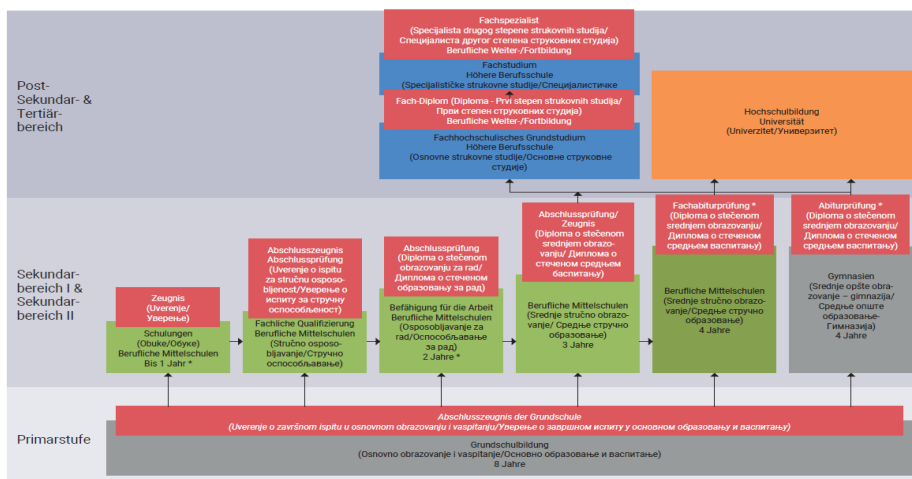 Post-
Sekundar- &
Tertiär-
bereich
Fachspezialist
(Specijalista drugog stepene strukovnih studija/
Специјалиста другог степена струковних студија)
Berufliche Weiter-/Fortbildung
Fachstudium
Höhere Berufsschule
(Specijalističke strukovne studije/Специјалистичке
Fach-Diplom (Diploma - Prvi stepen strukovnih studija/
Први степен струковних студија)
Berufliche Weiter-/Fortbildung
Fachhochschulisches Grundstudium
Höhere Berufsschule
(Osnovne strukovne studije/Основне струковне
студије)
Hochschulbildung
Universität
(Univerzitet/Универзитет)
Sekundar-
bereich I &
Sekundar-
bereich II
Zeugnis
(Uverenje/
Уверење)
Schulungen
(Obuke/Обуке)
Berufliche Mittelschulen
Bis 1 Jahr *
Abschlusszeugnis
Abschlussprüfung
(Uverenje o ispitu
za stručnu osposo-
bljenost/Уверење о
испиту за стручну
оспособљеност)
Fachliche Qualifizierung
Berufliche Mittelschulen
(Stručno osposo-
bljavanje/Стручно
оспособљавање)
Abschlussprüfung
(Diploma o stečenom
obrazovanju za rad/
Диплома о стеченом
образовању за рад)
Befähigung für die Arbeit
Berufliche Mittelschulen
(Osposobljavanje za
rad/Оспособљавање
за рад)
2 Jahre *
Abschlussprüfung/
Zeugnis
(Diploma o stečenom
srednjem obrazo-
vanju/ Диплома о
стеченом средњем
васпитању)
Berufliche Mittelschulen
(Srednje stručno obrazo-
vanje/ Средње стручно
образовање)
3 Jahre
Fachabiturprüfung *
(Diploma o stečenom
srednjem obrazovanju/
Диплома о стеченом
средњем васпитању)
Berufliche Mittelschulen
(Srednje stručno obrazo-
vanje/Средње стручно
образовање)
4 Jahre
Abiturprüfung *
(Diploma o stečenom
srednjem obrazovanju/
Диплома о стеченом
средњем васпитању)
Gymnasien
(Srednje opšte obra-
zovanje – gimnazija/
Средње опште
образовање-
Гимназија)
4 Jahre
Primarstufe
Abschlusszeugnis der Grundschule
(Uverenje o završnom ispitu u osnovnom obrazovanju i vaspitanju/Уверење о завршном испиту у основном образовању и васпитању)
Grundschulbildung
(Osnovno obrazovanje i vaspitanje/Основно образовање и васпитање)
8 Jahre